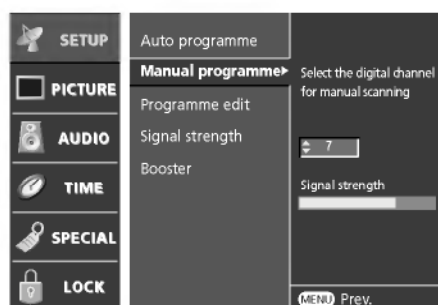 SETUP
PICTURE
AUDIO
TIME
SPECIAL
LOCK
Auto programme
Manual programme
Programme edit
Signal strength
Booster
Select the digital channel
for manual scanning
7
Signal strength
MENU Prev.